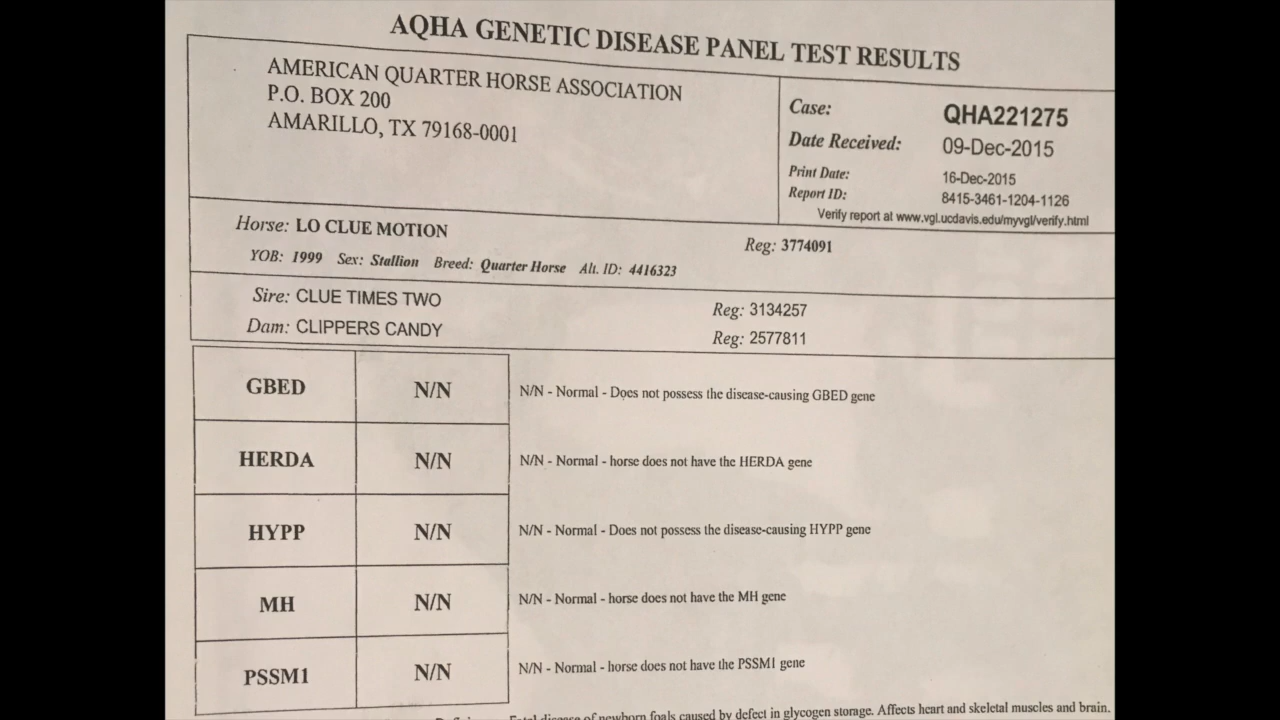 AQHA GENETIC DISEASE PANEL TEST RESULTS
AMERICAN QUARTER HORSE ASSOCIATION
P.O. BOX 200
AMARILLO, TX 79168-0001
Case: QHA221275
Date Received: 09-Dec-2015
Print Date: 16-Dec-2015
Report ID: 8415-3461-1204-1126
Verify report at www.vgl.ucdavis.edu/myvgl/verify.html
Horse: LO CLUE MOTION Reg: 3774091
YOB: 1999 Sex: Stallion Breed: Quarter Horse Alt. ID: 4416323
Sire: CLUE TIMES TWO Reg: 3134257
Dam: CLIPPERS CANDY Reg: 2577811
GBED N/N N/N - Normal - Does not possess the disease-causing GBED gene
HERDA N/N N/N - Normal - horse does not have the HERDA gene
HYPP N/N N/N - Normal - Does not possess the disease-causing HYPP gene
MH N/N N/N - Normal - horse does not have the MH gene
PSSM1 N/N N/N - Normal - horse does not have the PSSM1 gene
disease of newborn foals caused by defect in glycogen storage. Affects heart and skeletal muscles and brain.